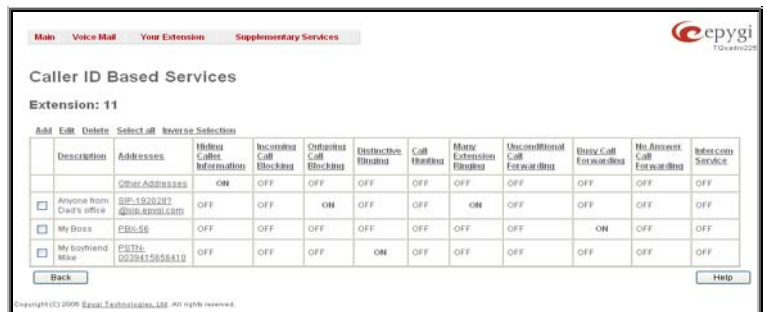 Main Voice Mail Your Extension Supplementary Services
epygi
Caller ID Based Services
Extension: 11
Add Edit Delete Select all Inverse Selection
Description Addresses Hiding Caller Information Incoming Call Blocking Outgoing Call Blocking Distinctive Ringing Call Hunting Many Extension Ringing Unconditional Call Forwarding Busy Call Forwarding No Answer Call Forwarding Intercom Service
Other Addresses ON OFF OFF OFF OFF OFF OFF OFF OFF OFF
Anyone from Dad's office SIP-1920287@sip.epygi.com OFF OFF ON OFF OFF ON OFF OFF OFF OFF
My Boss PBX-56 OFF OFF OFF OFF OFF OFF OFF ON OFF OFF
My boyfriend Mike PSTN-0039415656410 OFF OFF OFF ON OFF OFF OFF OFF OFF OFF
Back Help
Copyright (C) 2006 Epygi Technologies, Ltd. All rights reserved.